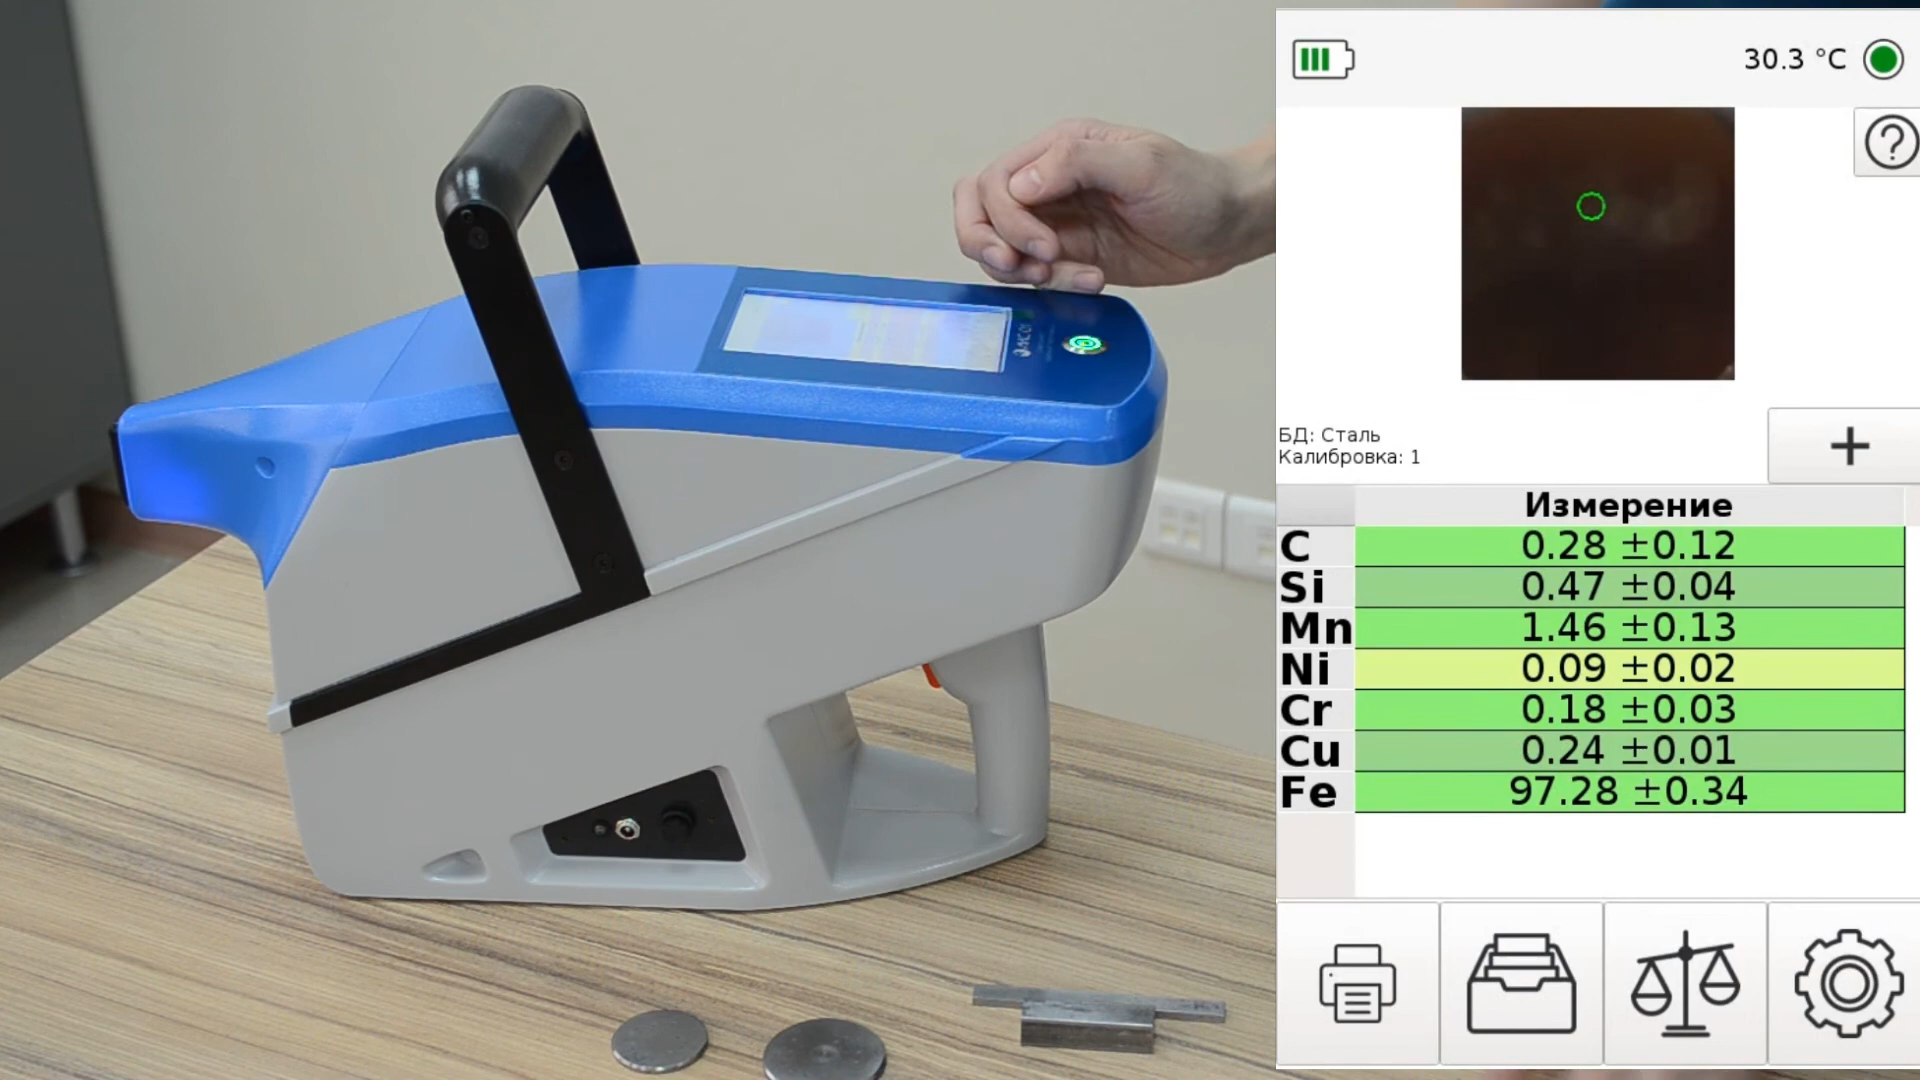 30.3 °C
БД: Сталь
Калибровка: 1
+
Измерение
C 0.28 ±0.12
Si 0.47 ±0.04
Mn 1.46 ±0.13
Ni 0.09 ±0.02
Cr 0.18 ±0.03
Cu 0.24 ±0.01
Fe 97.28 ±0.34